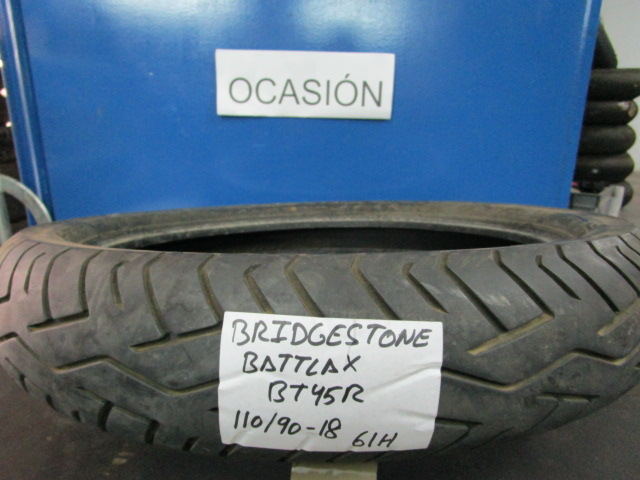 OCASIÓN
BRIDGESTONE
BATTLAX
BT45R
110/90-18 61H